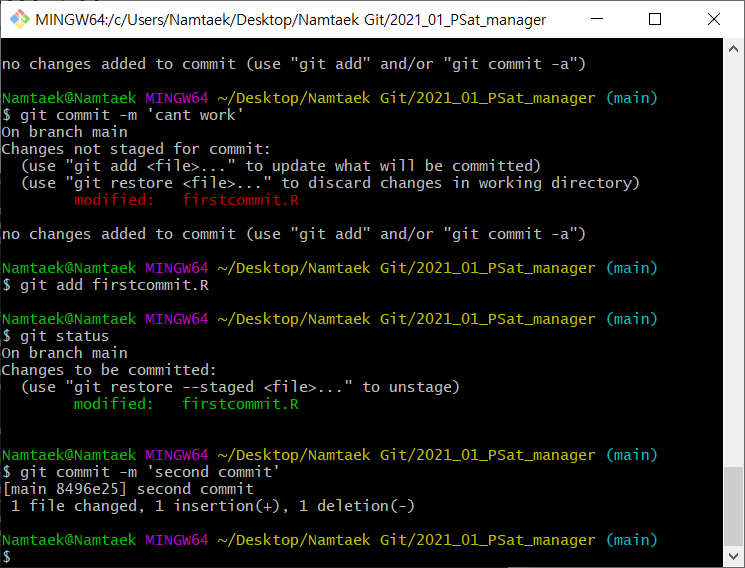 MINGW64:/c/Users/Namtaek/Desktop/Namtaek Git/2021_01_PSat_manager
no changes added to commit (use "git add" and/or "git commit -a")
Namtaek@Namtaek MINGW64 ~/Desktop/Namtaek Git/2021_01_PSat_manager (main)
$ git commit -m 'cant work'
On branch main
Changes not staged for commit:
  (use "git add <file>..." to update what will be committed)
  (use "git restore <file>..." to discard changes in working directory)
        modified:   firstcommit.R
no changes added to commit (use "git add" and/or "git commit -a")
Namtaek@Namtaek MINGW64 ~/Desktop/Namtaek Git/2021_01_PSat_manager (main)
$ git add firstcommit.R
Namtaek@Namtaek MINGW64 ~/Desktop/Namtaek Git/2021_01_PSat_manager (main)
$ git status
On branch main
Changes to be committed:
  (use "git restore --staged <file>..." to unstage)
        modified:   firstcommit.R
Namtaek@Namtaek MINGW64 ~/Desktop/Namtaek Git/2021_01_PSat_manager (main)
$ git commit -m 'second commit'
[main 8496e25] second commit
 1 file changed, 1 insertion(+), 1 deletion(-)
Namtaek@Namtaek MINGW64 ~/Desktop/Namtaek Git/2021_01_PSat_manager (main)
$